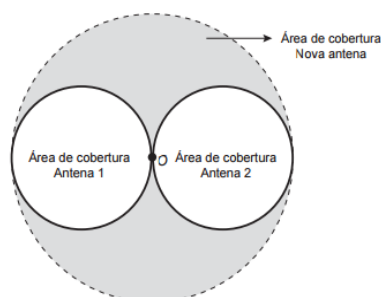 Área de cobertura
Nova antena
Área de cobertura
Antena 1
O
Área de cobertura
Antena 2